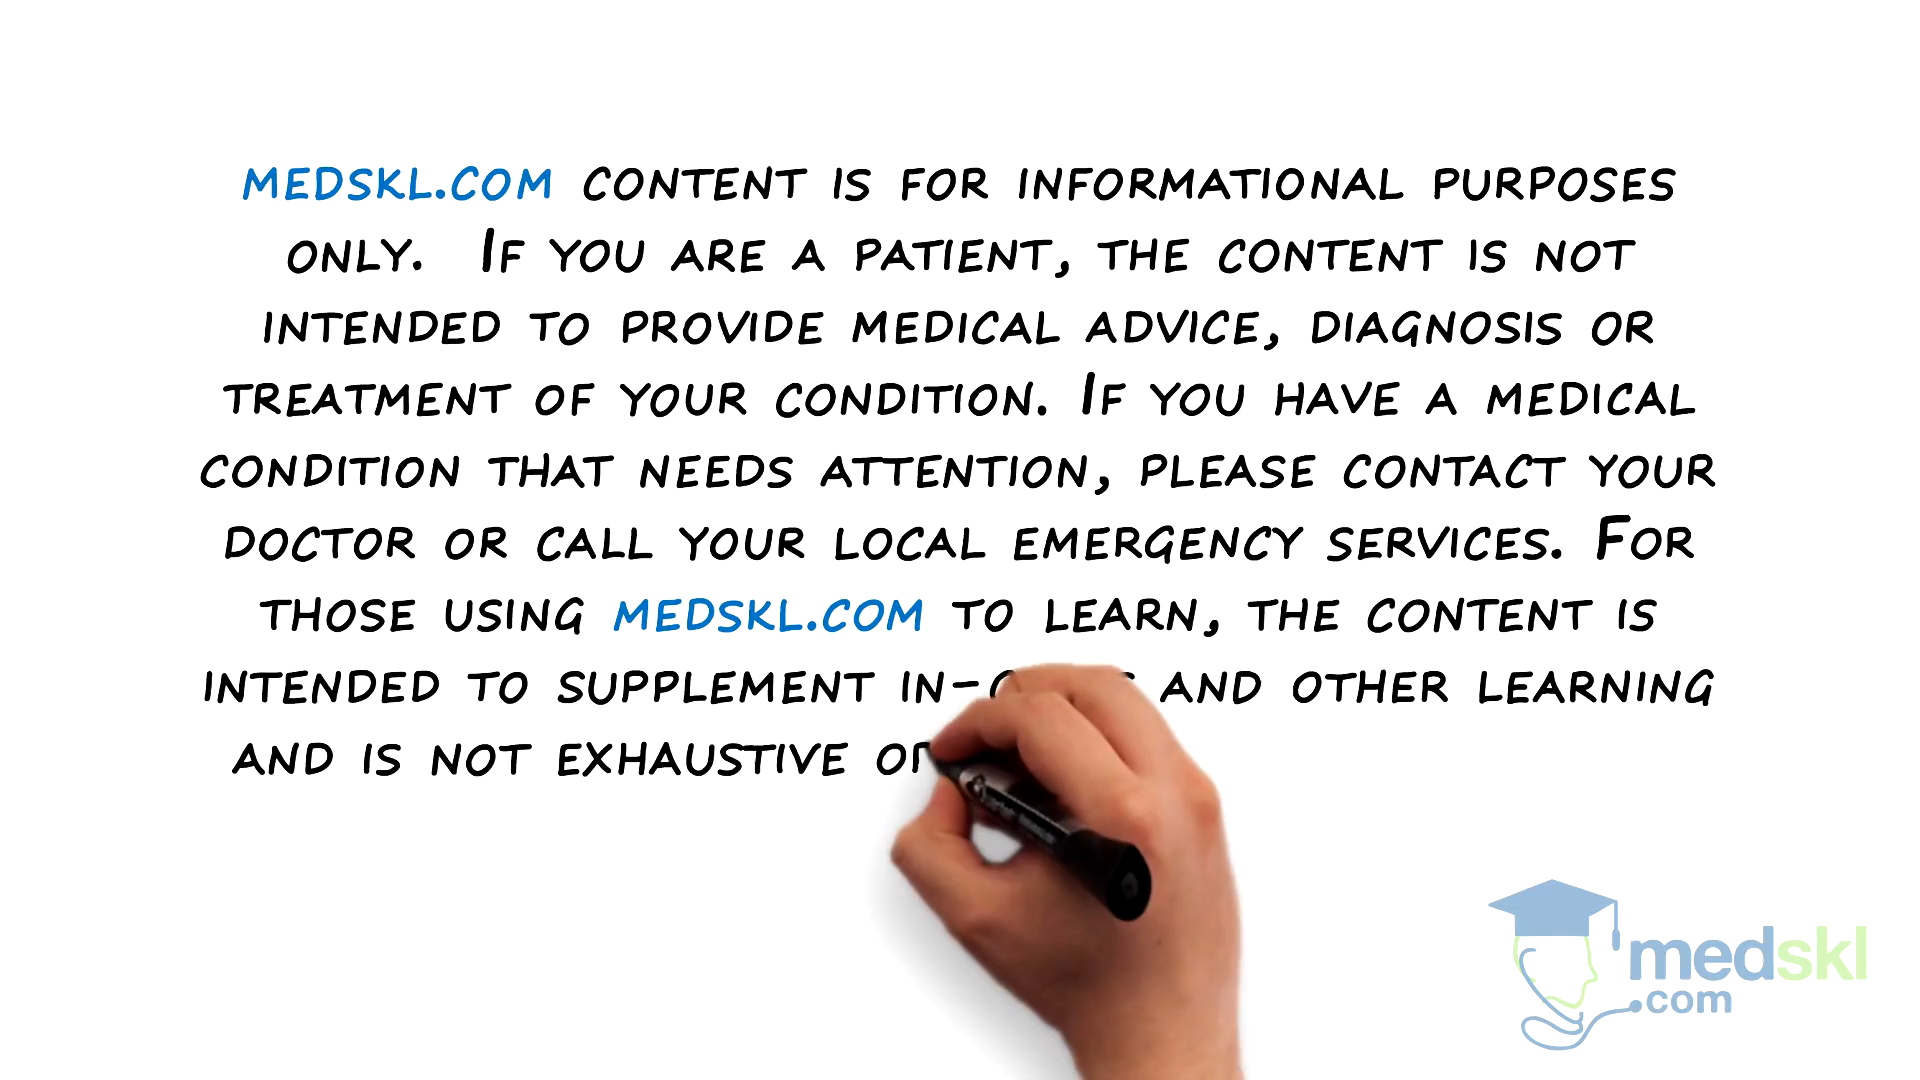 MEDSKL.COM CONTENT IS FOR INFORMATIONAL PURPOSES
ONLY. IF YOU ARE A PATIENT, THE CONTENT IS NOT
INTENDED TO PROVIDE MEDICAL ADVICE, DIAGNOSIS OR
TREATMENT OF YOUR CONDITION. IF YOU HAVE A MEDICAL
CONDITION THAT NEEDS ATTENTION, PLEASE CONTACT YOUR
DOCTOR OR CALL YOUR LOCAL EMERGENCY SERVICES. FOR
THOSE USING MEDSKL.COM TO LEARN, THE CONTENT IS
INTENDED TO SUPPLEMENT IN- AND OTHER LEARNING
AND IS NOT EXHAUSTIVE
medskl
.com